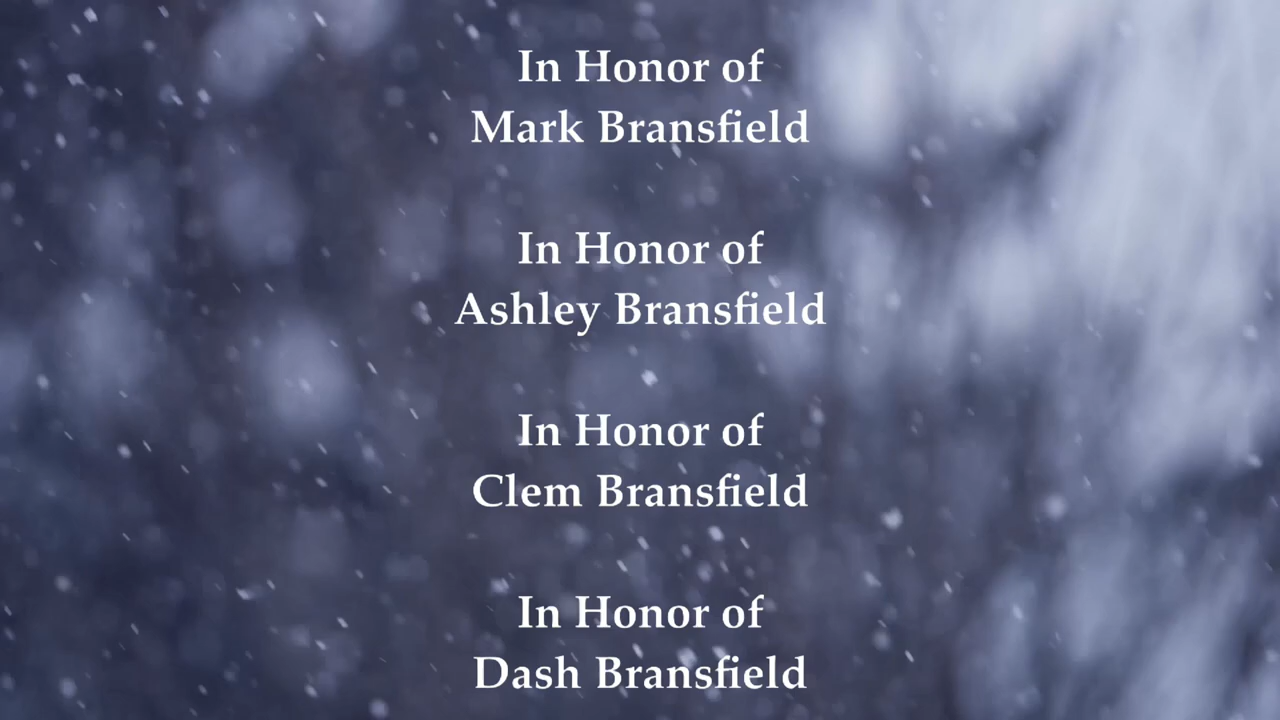 In Honor of
Mark Bransfield
In Honor of
Ashley Bransfield
In Honor of
Clem Bransfield
In Honor of
Dash Bransfield